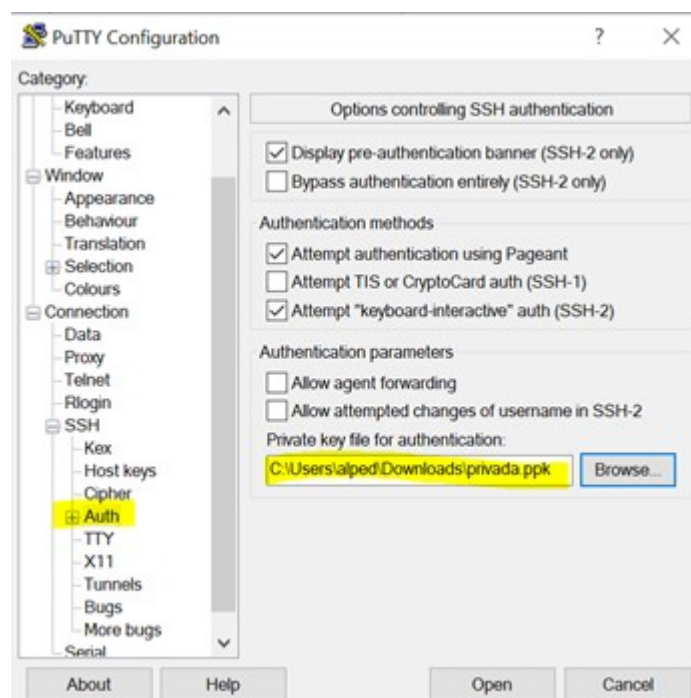 PuTTY Configuration
?
Category:
Keyboard
Bell
Features
Window
Appearance
Behaviour
Translation
Selection
Colours
Connection
Data
Proxy
Telnet
Rlogin
SSH
Kex
Host keys
Cipher
Auth
TTY
X11
Tunnels
Bugs
More bugs
Serial
Options controlling SSH authentication
Display pre-authentication banner (SSH-2 only)
Bypass authentication entirely (SSH-2 only)
Authentication methods
Attempt authentication using Pageant
Attempt TIS or CryptoCard auth (SSH-1)
Attempt "keyboard-interactive" auth (SSH-2)
Authentication parameters
Allow agent forwarding
Allow attempted changes of username in SSH-2
Private key file for authentication:
C:\Users\alped\Downloads\privada.ppk
Browse...
About
Help
Open
Cancel